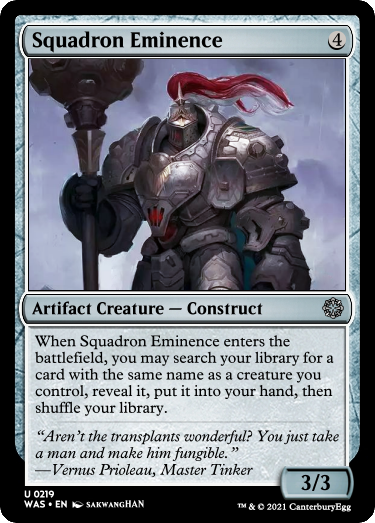 Squadron Eminence 4
Artifact Creature — Construct
When Squadron Eminence enters the
battlefield, you may search your library for a
card with the same name as a creature you
control, reveal it, put it into your hand, then
shuffle your library.
“Aren’t the transplants wonderful? You just take
a man and make him fungible.”
—Vernus Prioleau, Master Tinker
3/3
U 0219
WAS • EN SAKWANGHAN
™ & © 2021 CanterburyEgg